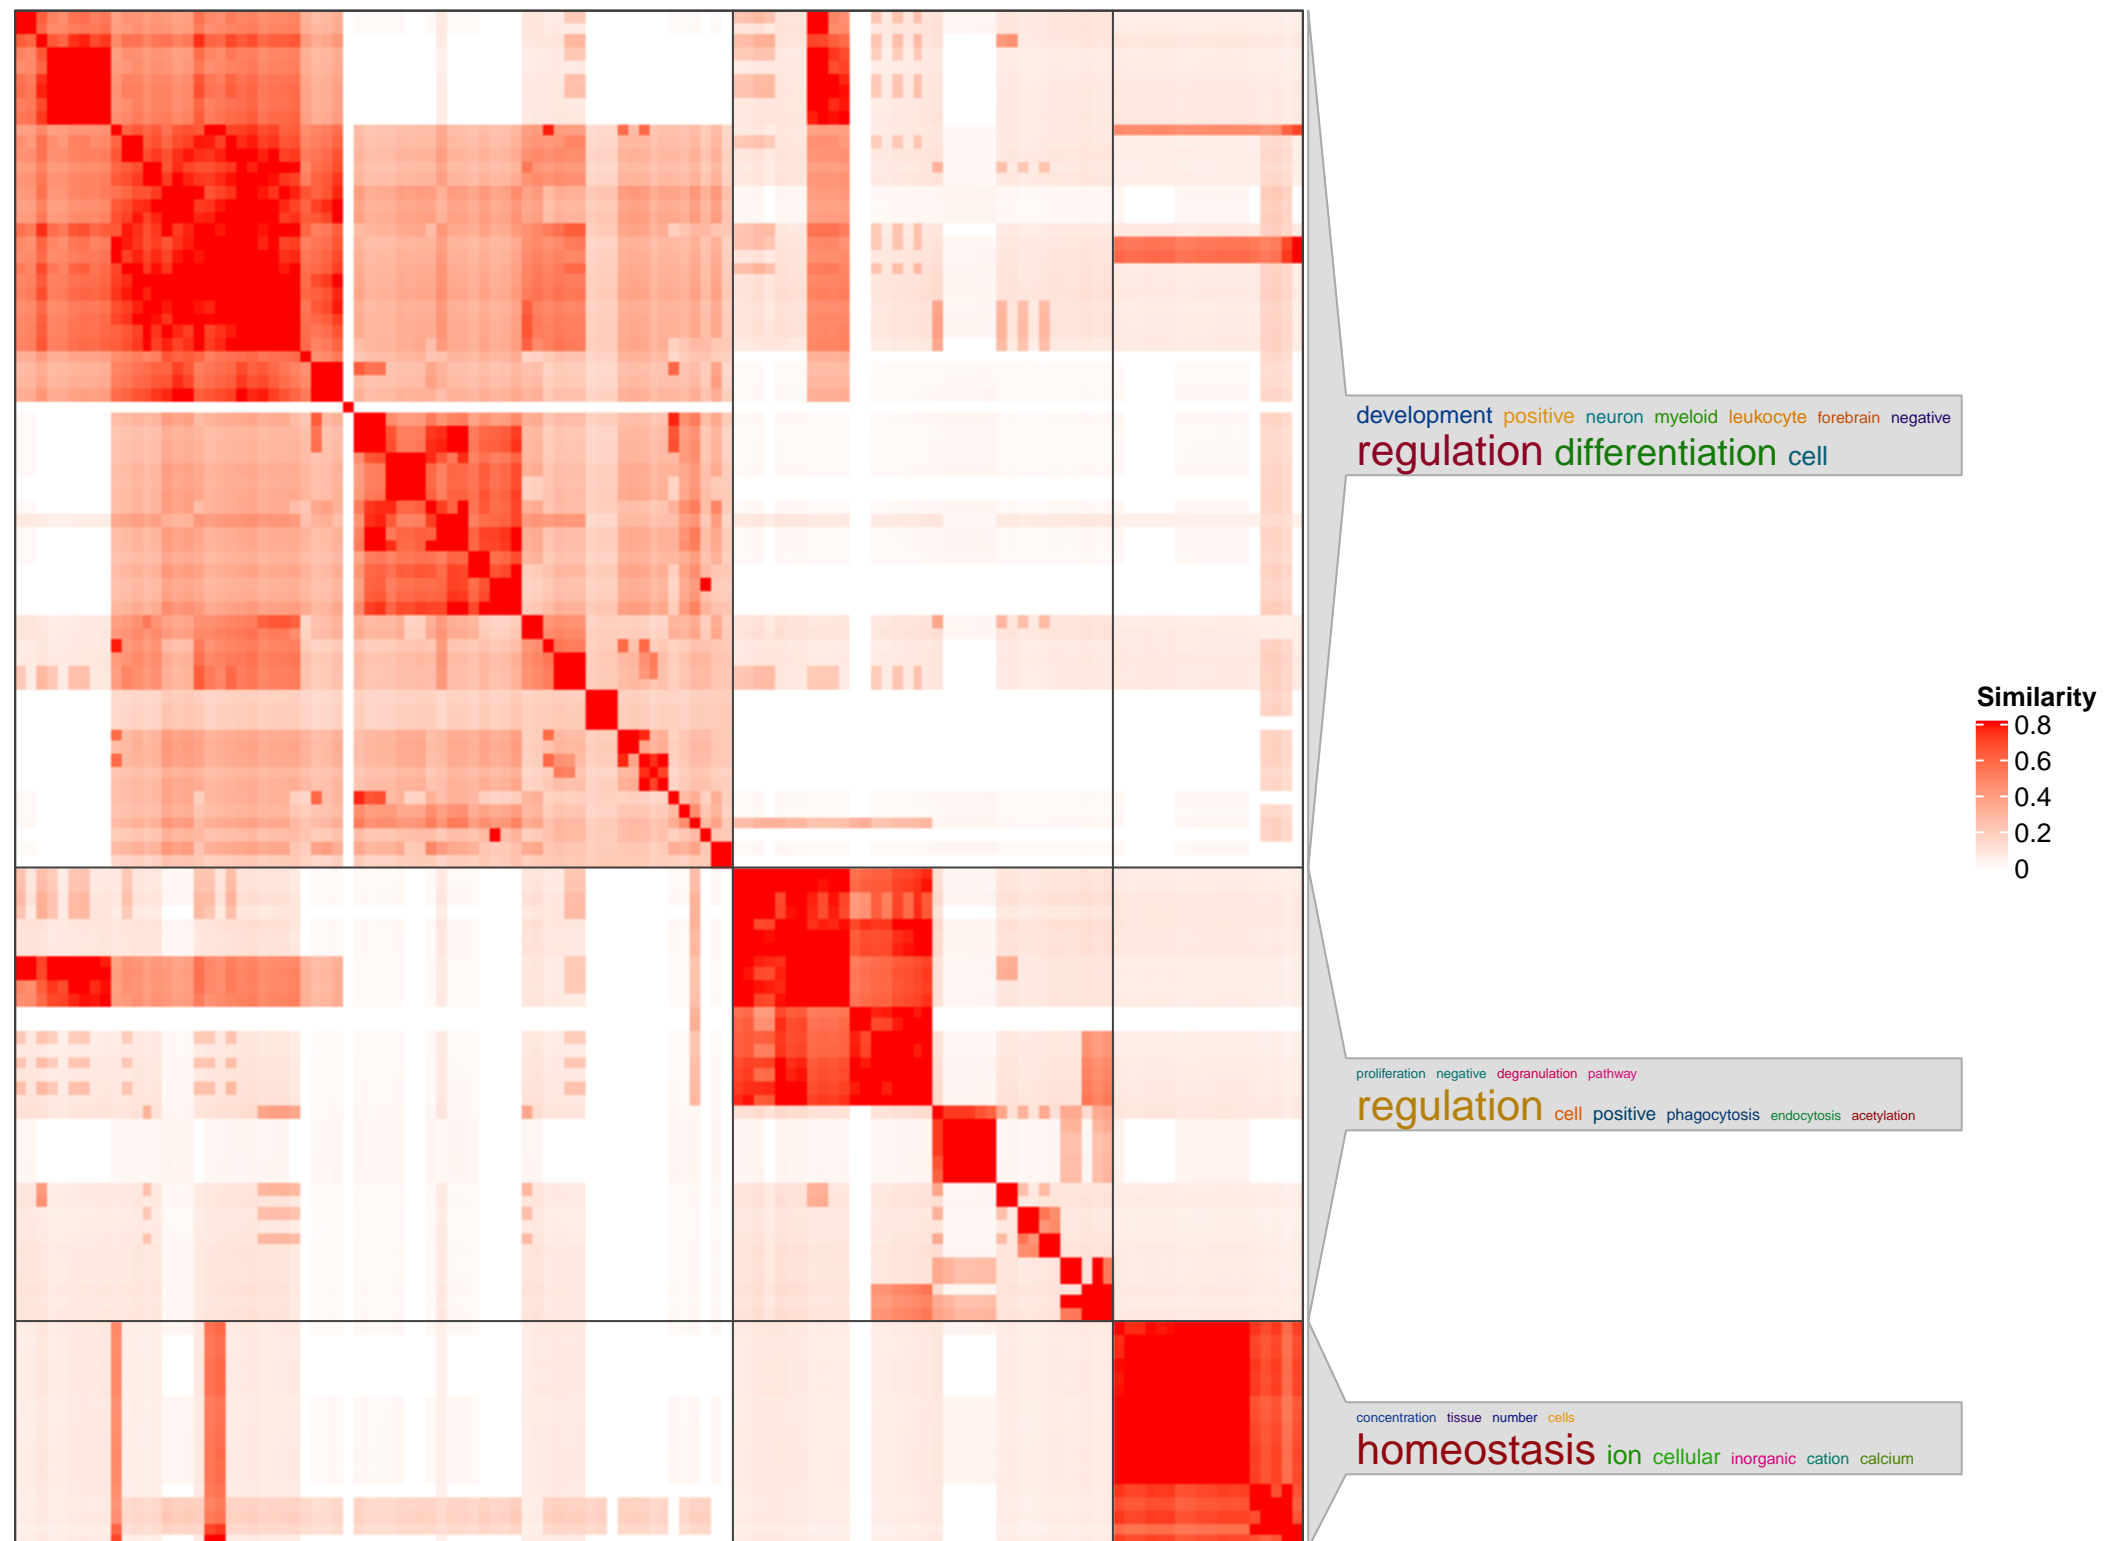 development positive neuron myeloid leukocyte forebrain negative
regulation differentiation cell
Similarity
0.8
0.6
0.4
0.2
0
proliferation negative degranulation pathway
regulation cell positive phagocytosis endocytosis acetylation
concentration tissue number cells
homeostasis ion cellular inorganic cation calcium